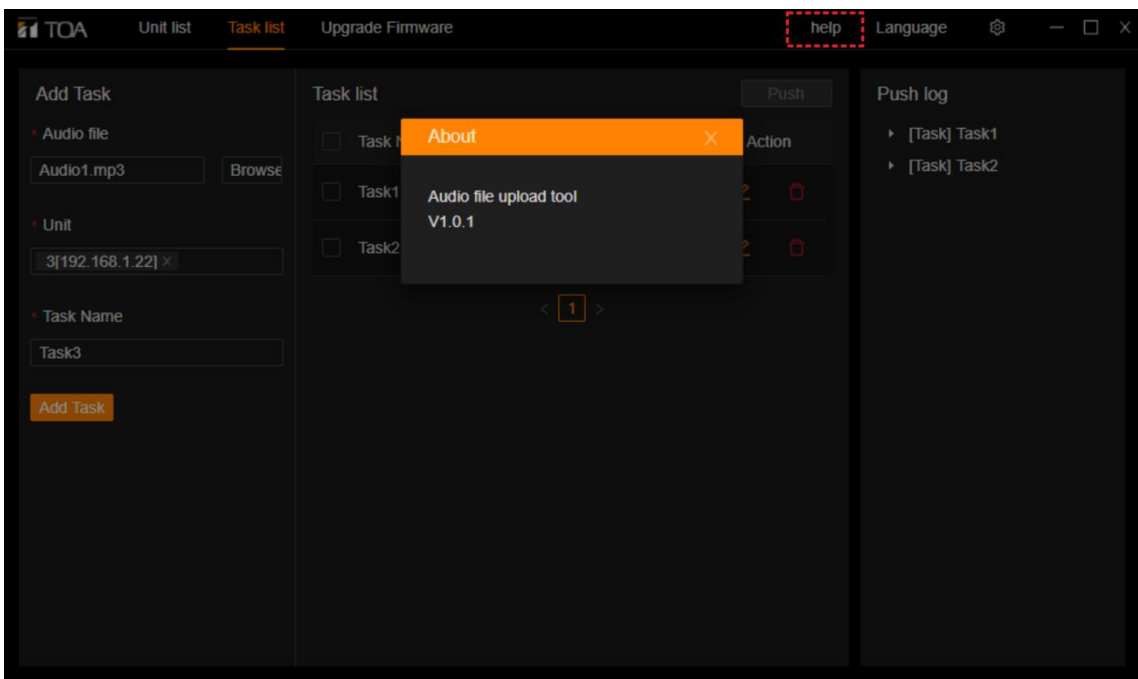 TOA Unit list Task list Upgrade Firmware help Language
Add Task
* Audio file
Audio1.mp3 Browse
* Unit
3[192.168.1.22] ×
* Task Name
Task3
Add Task
Task list Push
Task N Action
Task1
Task2
< 1 >
About X
Audio file upload tool
V1.0.1
Push log
[Task] Task1
[Task] Task2